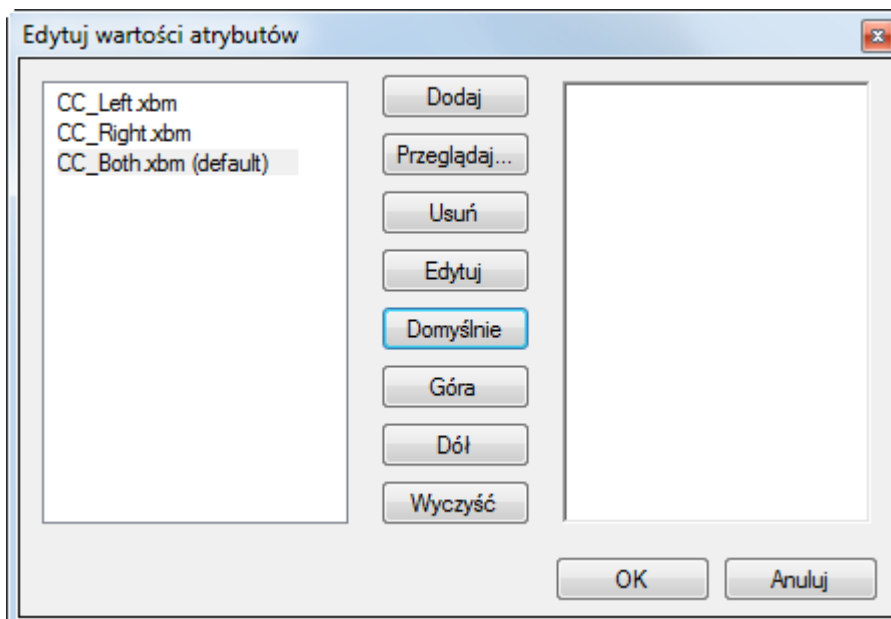 Edytuj wartości atrybutów
CC_Left.xbm
CC_Right.xbm
CC_Both.xbm (default)
Dodaj
Przeglądaj...
Usuń
Edytuj
Domyślnie
Góra
Dół
Wyczyść
OK
Anuluj